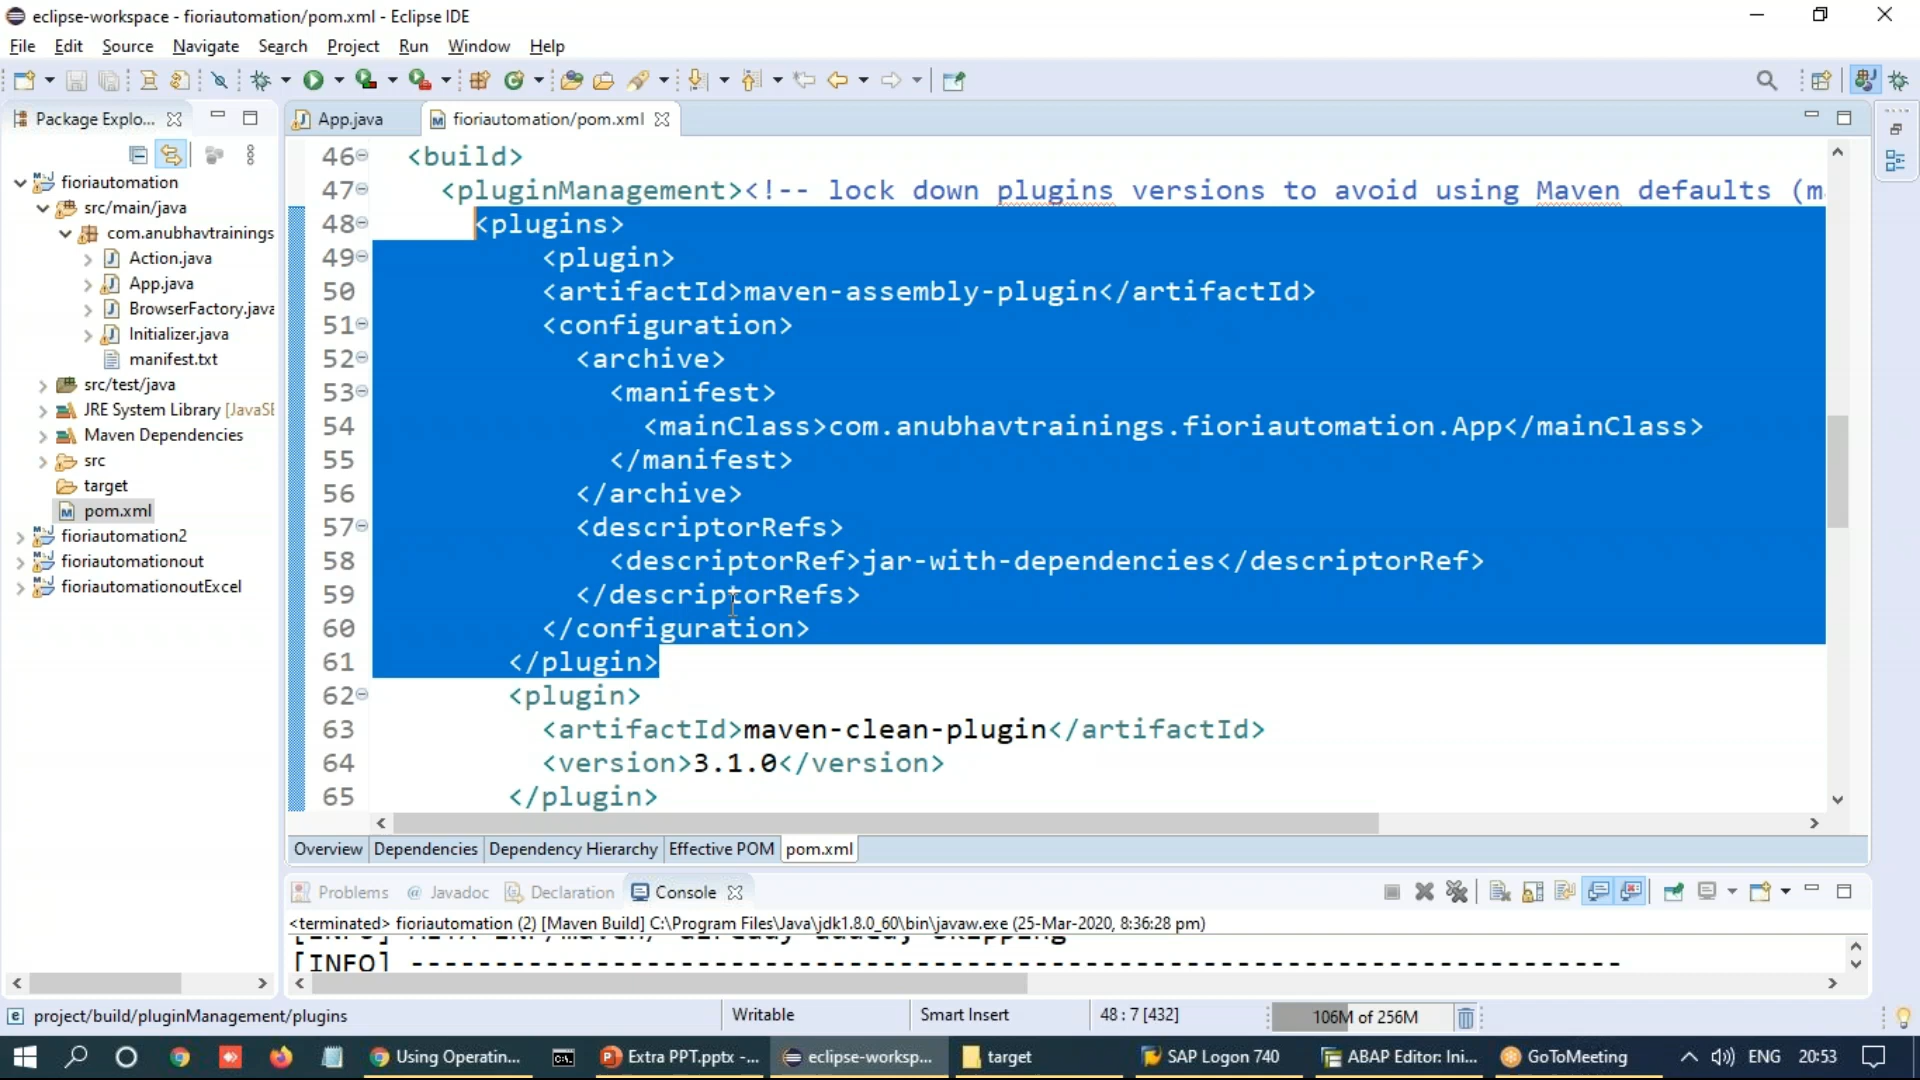 eclipse-workspace - fioriautomation/pom.xml - Eclipse IDE
File Edit Source Navigate Search Project Run Window Help
Package Explo...
App.java
fioriautomation/pom.xml
fioriautomation
src/main/java
com.anubhavtrainings
Action.java
App.java
BrowserFactory.java
Initializer.java
manifest.txt
src/test/java
JRE System Library [JavaSE
Maven Dependencies
src
target
pom.xml
fioriautomation2
fioriautomationout
fioriautomationoutExcel
46 <build>
47 <pluginManagement><!-- lock down plugins versions to avoid using Maven defaults (m
48 <plugins>
49 <plugin>
50 <artifactId>maven-assembly-plugin</artifactId>
51 <configuration>
52 <archive>
53 <manifest>
54 <mainClass>com.anubhavtrainings.fioriautomation.App</mainClass>
55 </manifest>
56 </archive>
57 <descriptorRefs>
58 <descriptorRef>jar-with-dependencies</descriptorRef>
59 </descriptorRefs>
60 </configuration>
61 </plugin>
62 <plugin>
63 <artifactId>maven-clean-plugin</artifactId>
64 <version>3.1.0</version>
65 </plugin>
Overview Dependencies Dependency Hierarchy Effective POM pom.xml
Problems @ Javadoc Declaration Console
<terminated> fioriautomation (2) [Maven Build] C:\Program Files\Java\jdk1.8.0_60\bin\javaw.exe (25-Mar-2020, 8:36:28 pm)
[INFO] META-INF/maven/ already added, skipping
[INFO] ------------------------------------------------------------------------
project/build/pluginManagement/plugins
Writable
Smart Insert
48 : 7 [432]
106M of 256M
Using Operatin...
Extra PPT.pptx -...
eclipse-worksp...
target
SAP Logon 740
ABAP Editor: Ini...
GoToMeeting
ENG
20:53